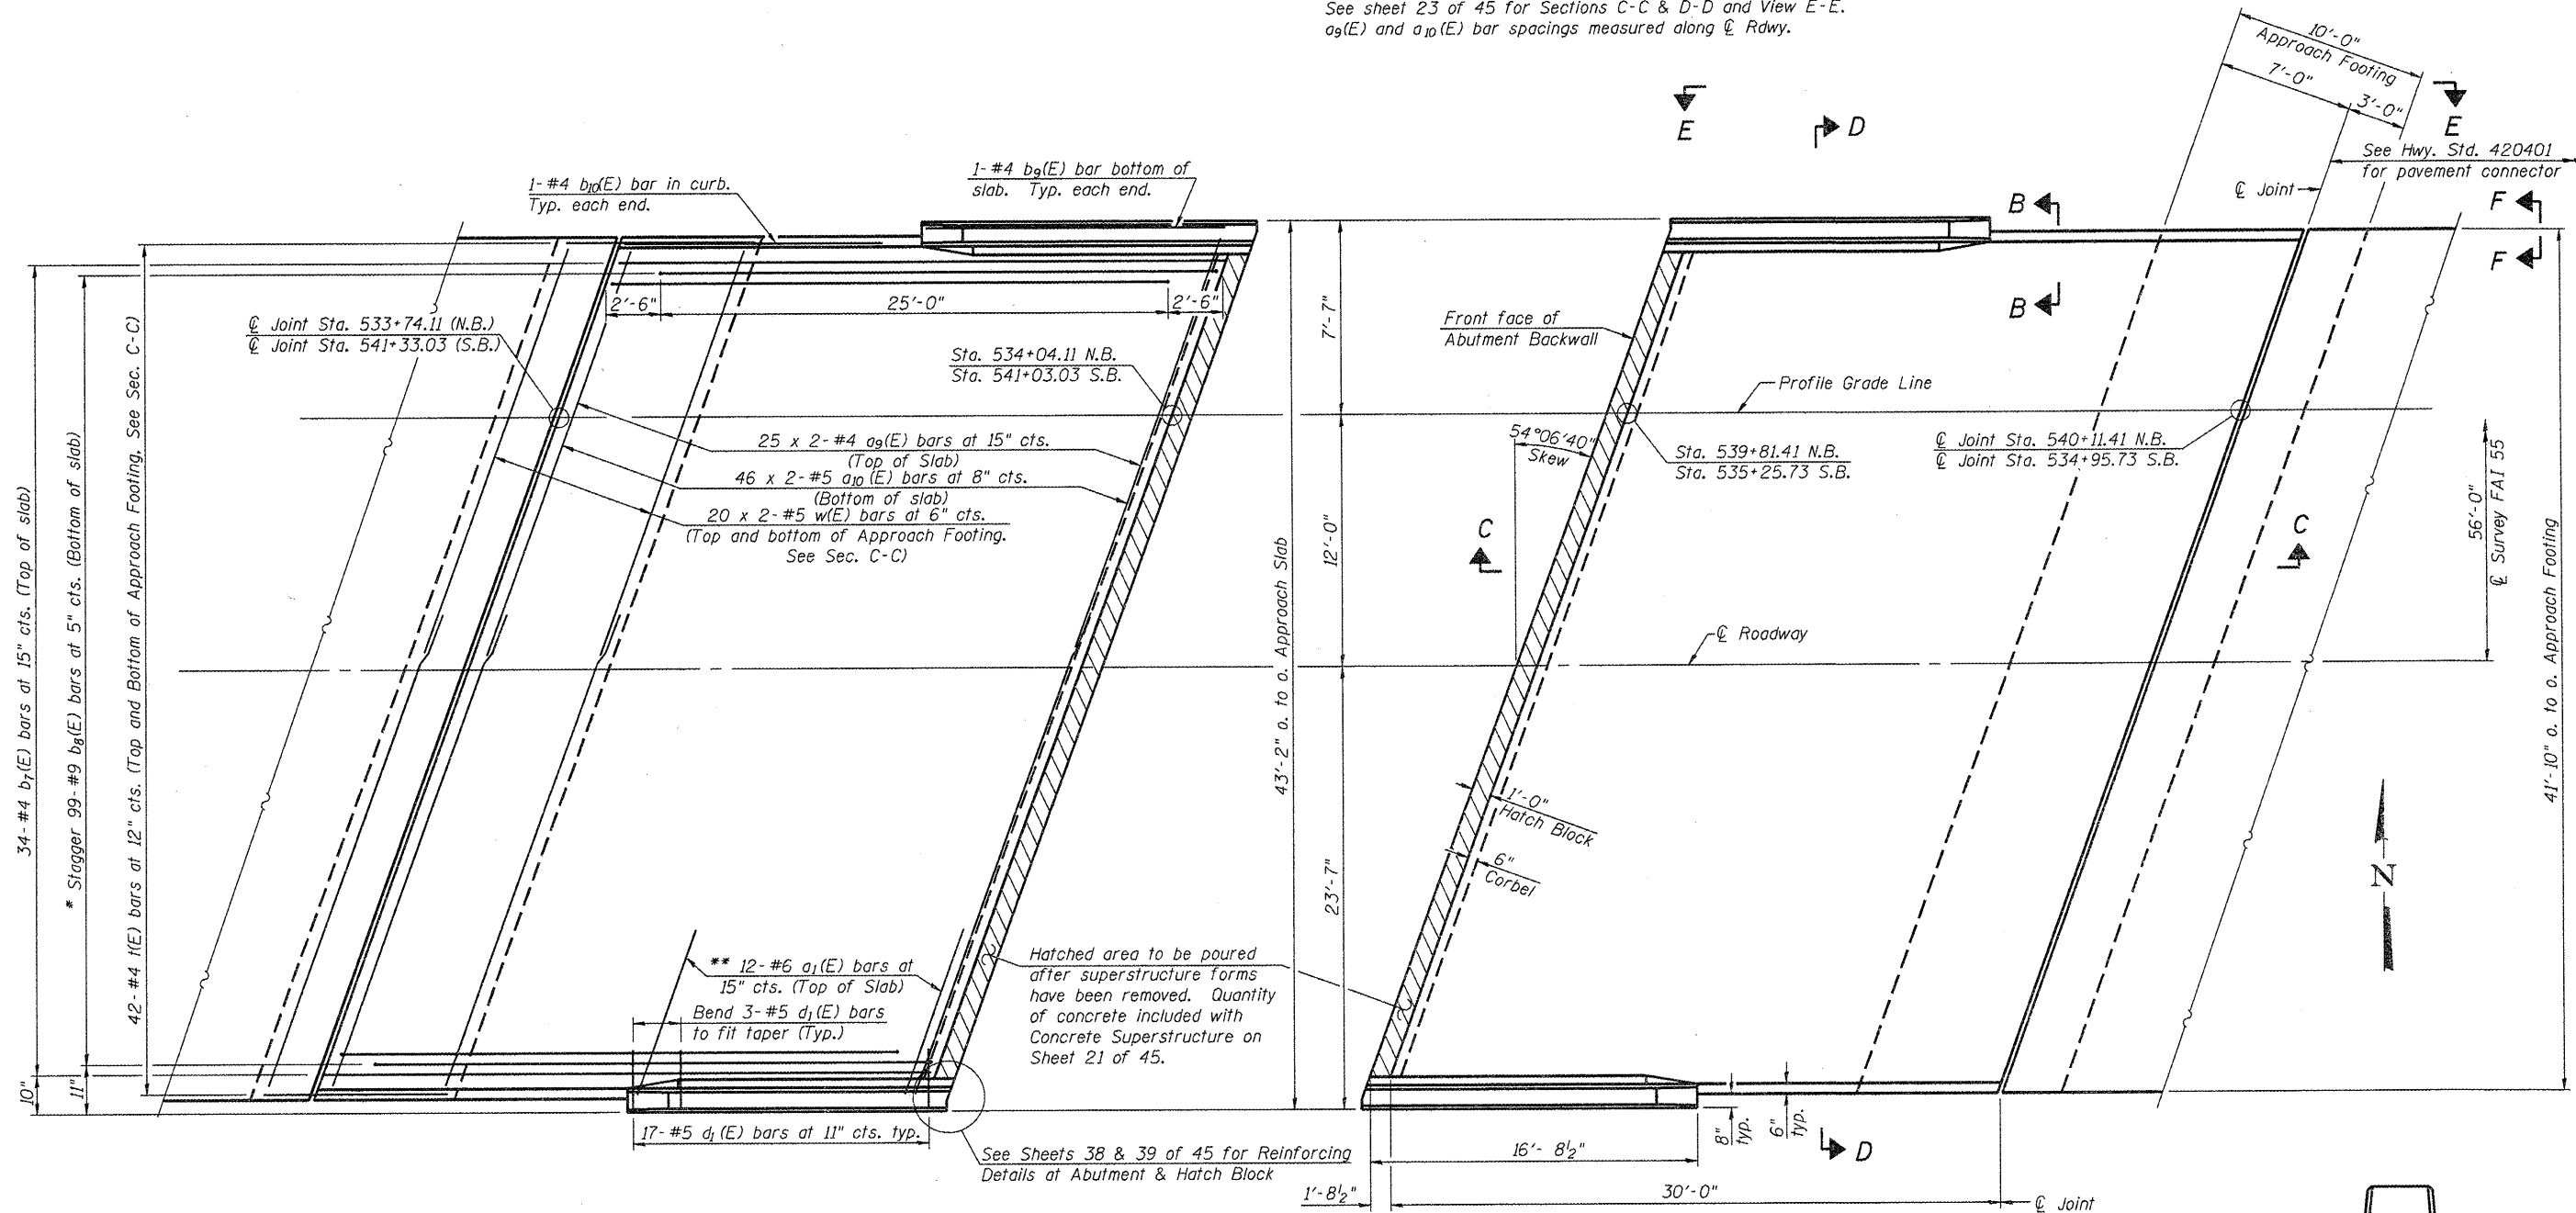 See sheet 23 of 45 for Sections C-C & D-D and View E-E.
a9(E) and a10(E) bar spacings measured along ℄ Rdwy.
10'-0"
Approach Footing
7'-0"
3'-0"
E
D
E
See Hwy. Std. 420401
for pavement connector
℄ Joint
B
F
F
B
1-#4 b10(E) bar in curb.
Typ. each end.
1-#4 b9(E) bar bottom of
slab. Typ. each end.
2'-6"
25'-0"
2'-6"
℄ Joint Sta. 533+74.11 (N.B.)
℄ Joint Sta. 541+33.03 (S.B.)
Sta. 534+04.11 N.B.
Sta. 541+03.03 S.B.
25 x 2-#4 a9(E) bars at 15" cts.
(Top of Slab)
46 x 2-#5 a10(E) bars at 8" cts.
(Bottom of slab)
20 x 2-#5 w(E) bars at 6" cts.
(Top and bottom of Approach Footing.
See Sec. C-C)
34-#4 b7(E) bars at 15" cts. (Top of slab)
* Stagger 99-#9 b8(E) bars at 5" cts. (Bottom of slab)
42-#4 t(E) bars at 12" cts. (Top and Bottom of Approach Footing, See Sec. C-C)
10"
11"
** 12-#6 a1(E) bars at
15" cts. (Top of Slab)
Bend 3-#5 d1(E) bars
to fit taper (Typ.)
17-#5 d1(E) bars at 11" cts. typ.
See Sheets 38 & 39 of 45 for Reinforcing
Details at Abutment & Hatch Block
Hatched area to be poured
after superstructure forms
have been removed. Quantity
of concrete included with
Concrete Superstructure on
Sheet 21 of 45.
43'-2" o. to o. Approach Slab
7'-7"
12'-0"
23'-7"
Front face of
Abutment Backwall
Profile Grade Line
54°06'40"
Skew
Sta. 539+81.41 N.B.
Sta. 535+25.73 S.B.
℄ Joint Sta. 540+11.41 N.B.
℄ Joint Sta. 534+95.73 S.B.
C
C
56'-0"
℄ Survey FAI 55
℄ Roadway
41'-10" o. to o. Approach Footing
1'-0"
Hatch Block
6"
Corbel
N
8"
typ.
6"
typ.
D
16'-8½"
1'-8½"
30'-0"
℄ Joint